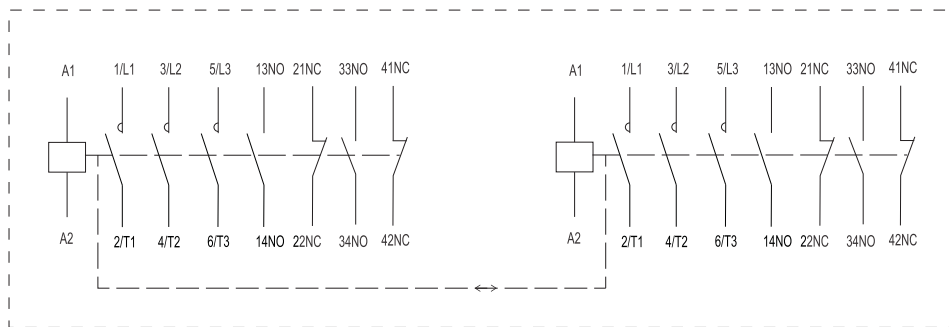 A1 1/L1 3/L2 5/L3 13NO 21NC 33NO 41NC A1 1/L1 3/L2 5/L3 13NO 21NC 33NO 41NC
A2 2/T1 4/T2 6/T3 14NO 22NC 34NO 42NC A2 2/T1 4/T2 6/T3 14NO 22NC 34NO 42NC